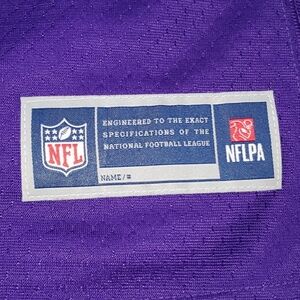 NFL
ENGINEERED TO THE EXACT
SPECIFICATIONS OF THE
NATIONAL FOOTBALL LEAGUE
NAME/#
NFLPA